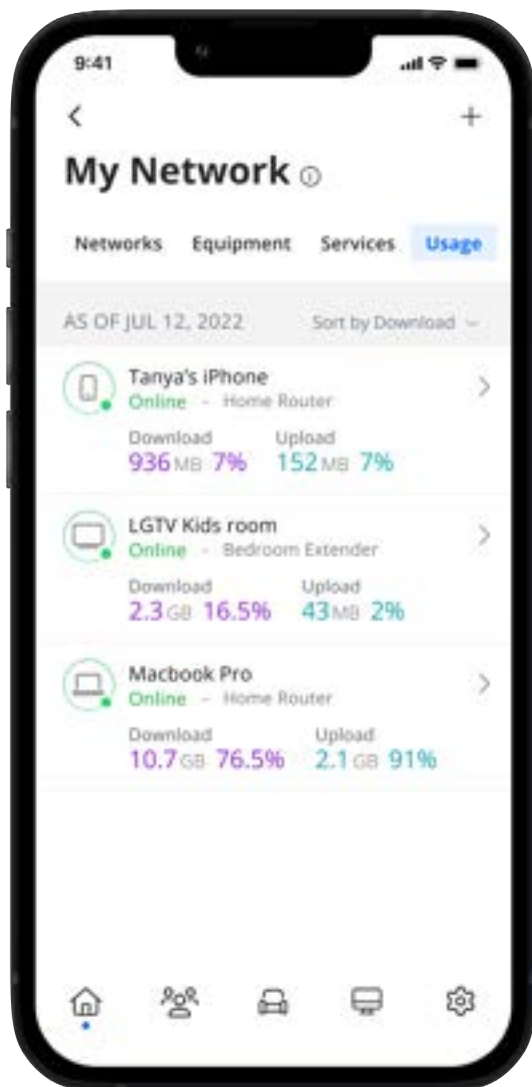 9:41
My Network
Networks Equipment Services Usage
AS OF JUL 12, 2022 Sort by Download
Tanya's iPhone
Online - Home Router
Download Upload
936 MB 7% 152 MB 7%
LGTV Kids room
Online - Bedroom Extender
Download Upload
2.3 GB 16.5% 43 MB 2%
Macbook Pro
Online - Home Router
Download Upload
10.7 GB 76.5% 2.1 GB 91%